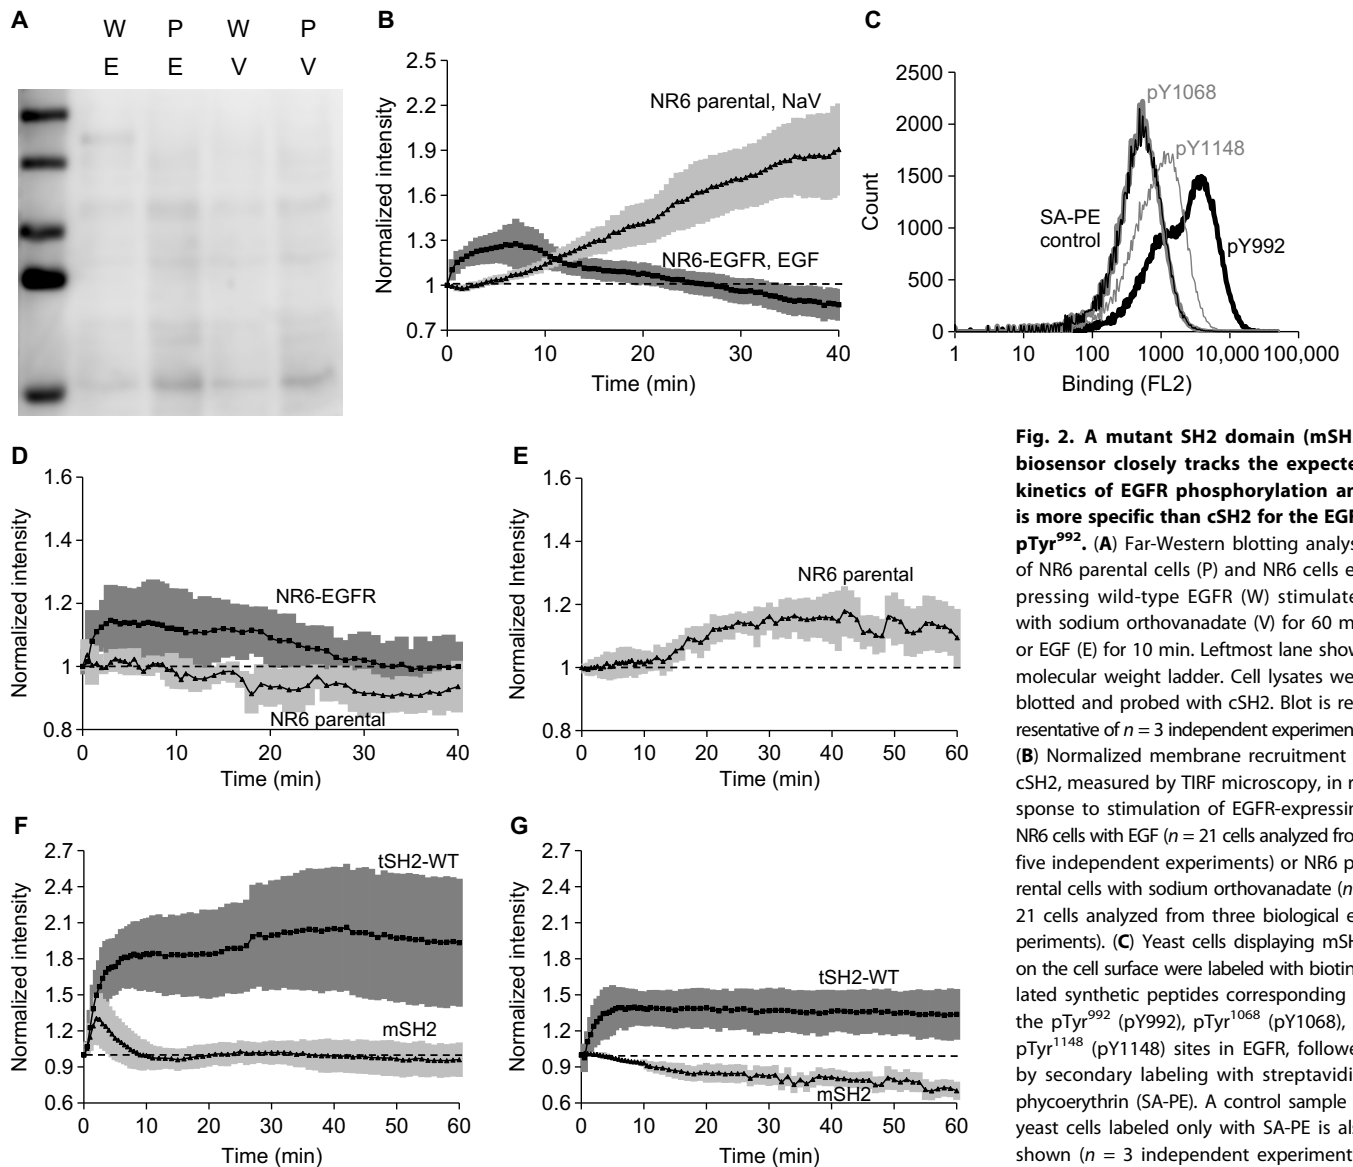 A
W P W P
E E V V
B
2.5
2.2
1.9
1.6
1.3
1
0.7
Normalized intensity
NR6 parental, NaV
NR6-EGFR, EGF
0 10 20 30 40
Time (min)
C
2500
2000
1500
1000
500
0
Count
pY1068
pY1148
SA-PE
control
pY992
1 10 100 1000 10,000 100,000
Binding (FL2)
D
1.6
1.4
1.2
1
0.8
Normalized intensity
NR6-EGFR
NR6 parental
0 10 20 30 40
Time (min)
E
1.6
1.4
1.2
1
0.8
Normalized Intensity
NR6 parental
0 10 20 30 40 50 60
Time (min)
F
2.7
2.4
2.1
1.8
1.5
1.2
0.9
0.6
Normalized intensity
tSH2-WT
mSH2
0 10 20 30 40 50 60
Time (min)
G
2.7
2.4
2.1
1.8
1.5
1.2
0.9
0.6
Normalized intensity
tSH2-WT
mSH2
0 10 20 30 40 50 60
Time (min)
Fig. 2. A mutant SH2 domain (mSH
biosensor closely tracks the expecte
kinetics of EGFR phosphorylation an
is more specific than cSH2 for the EGF
pTyr⁹⁹². (A) Far-Western blotting analys
of NR6 parental cells (P) and NR6 cells e
pressing wild-type EGFR (W) stimulate
with sodium orthovanadate (V) for 60 m
or EGF (E) for 10 min. Leftmost lane show
molecular weight ladder. Cell lysates we
blotted and probed with cSH2. Blot is re
resentative of n = 3 independent experimen
(B) Normalized membrane recruitment
cSH2, measured by TIRF microscopy, in r
sponse to stimulation of EGFR-expressin
NR6 cells with EGF (n = 21 cells analyzed fro
five independent experiments) or NR6 p
rental cells with sodium orthovanadate (n
21 cells analyzed from three biological e
periments). (C) Yeast cells displaying mSH
on the cell surface were labeled with biotin
lated synthetic peptides corresponding
the pTyr⁹⁹² (pY992), pTyr¹⁰⁶⁸ (pY1068),
pTyr¹¹⁴⁸ (pY1148) sites in EGFR, followe
by secondary labeling with streptavidi
phycoerythrin (SA-PE). A control sample
yeast cells labeled only with SA-PE is als
shown (n = 3 independent experiment